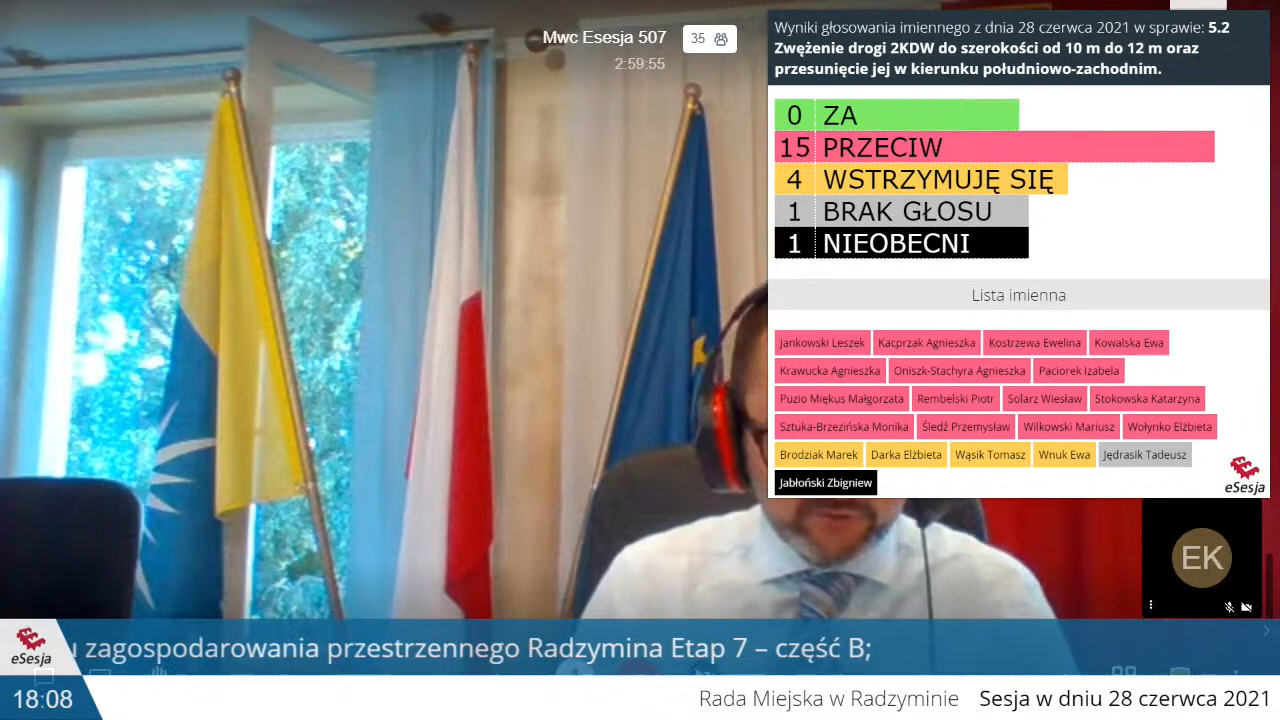 Mwc Esesja 507
35
2:59:55
Wyniki głosowania imiennego z dnia 28 czerwca 2021 w sprawie: 5.2
Zwężenie drogi 2KDW do szerokości od 10 m do 12 m oraz
przesunięcie jej w kierunku południowo-zachodnim.
0 ZA
15 PRZECIW
4 WSTRZYMUJĘ SIĘ
1 BRAK GŁOSU
1 NIEOBECNI
Lista imienna
Jankowski Leszek Kacprzak Agnieszka Kostrzewa Ewelina Kowalska Ewa
Krawucka Agnieszka Oniszk-Stachyra Agnieszka Paciorek Izabela
Puzio Miękus Małgorzata Rembelski Piotr Solarz Wiesław Stokowska Katarzyna
Sztuka-Brzezińska Monika Śledź Przemysław Wilkowski Mariusz Wołynko Elżbieta
Brodziak Marek Darka Elżbieta Wąsik Tomasz Wnuk Ewa Jędrasik Tadeusz
Jabłoński Zbigniew
eSesja
EK
eSesja
u zagospodarowania przestrzennego Radzymina Etap 7 – część B;
18:08
Rada Miejska w Radzyminie Sesja w dniu 28 czerwca 2021